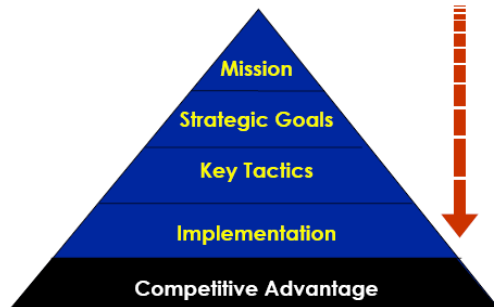 Mission
Strategic Goals
Key Tactics
Implementation
Competitive Advantage